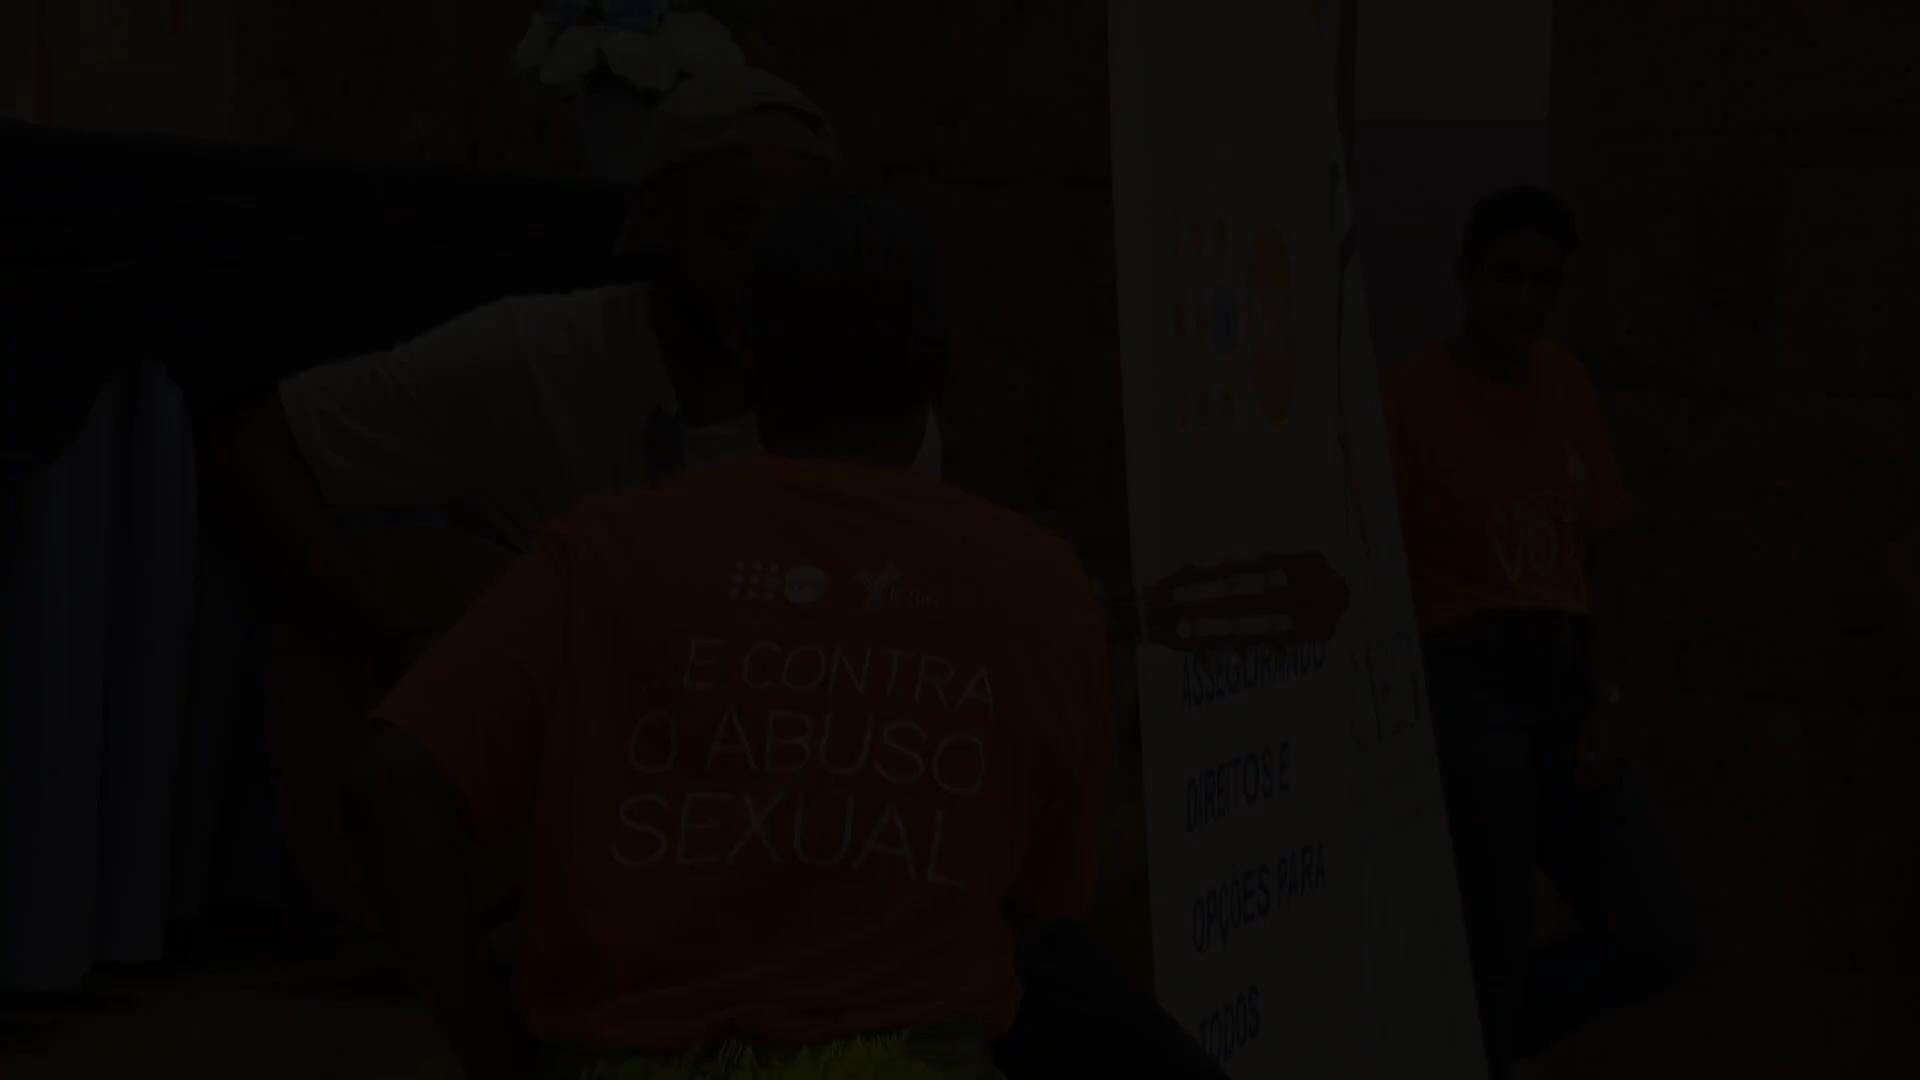 ...E CONTRA
O ABUSO
SEXUAL
ASSEGURANDO
DIREITOS E
OPÇÕES PARA
TODOS